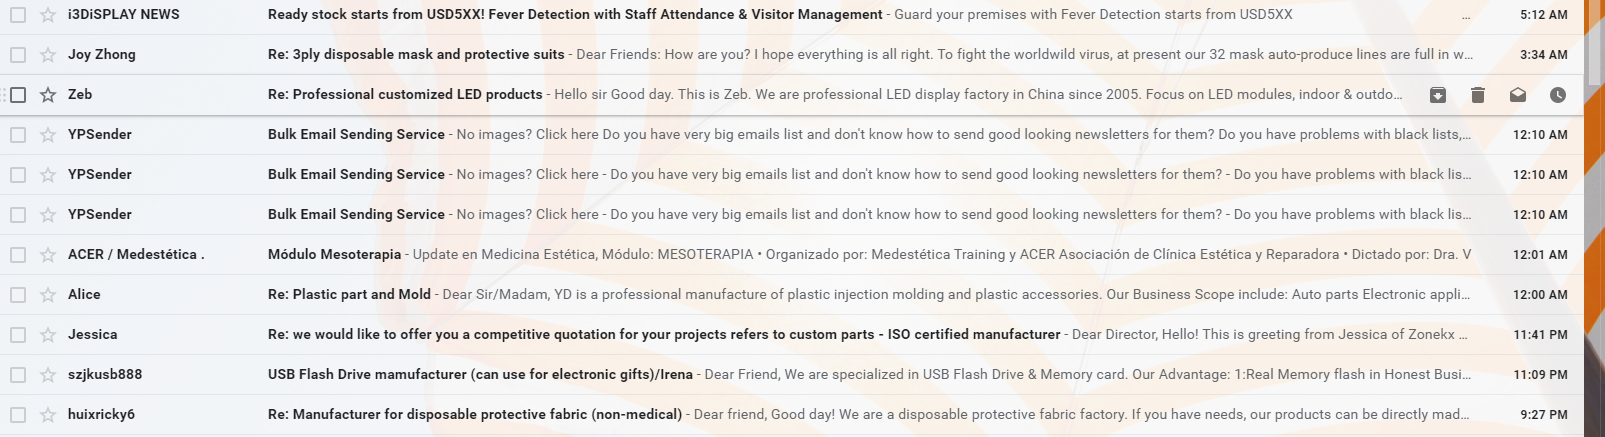 i3DiSPLAY NEWS Ready stock starts from USD5XX! Fever Detection with Staff Attendance & Visitor Management - Guard your premises with Fever Detection starts from USD5XX ... 5:12 AM
Joy Zhong Re: 3ply disposable mask and protective suits - Dear Friends: How are you? I hope everything is all right. To fight the worldwild virus, at present our 32 mask auto-produce lines are full in w... 3:34 AM
Zeb Re: Professional customized LED products - Hello sir Good day. This is Zeb. We are professional LED display factory in China since 2005. Focus on LED modules, indoor & outdo...
YPSender Bulk Email Sending Service - No images? Click here Do you have very big emails list and don't know how to send good looking newsletters for them? Do you have problems with black lists,... 12:10 AM
YPSender Bulk Email Sending Service - No images? Click here - Do you have very big emails list and don't know how to send good looking newsletters for them? - Do you have problems with black lis... 12:10 AM
YPSender Bulk Email Sending Service - No images? Click here - Do you have very big emails list and don't know how to send good looking newsletters for them? - Do you have problems with black lis... 12:10 AM
ACER / Medestética . Módulo Mesoterapia - Update en Medicina Estética, Módulo: MESOTERAPIA • Organizado por: Medestética Training y ACER Asociación de Clínica Estética y Reparadora • Dictado por: Dra. V 12:01 AM
Alice Re: Plastic part and Mold - Dear Sir/Madam, YD is a professional manufacture of plastic injection molding and plastic accessories. Our Business Scope include: Auto parts Electronic appli... 12:00 AM
Jessica Re: we would like to offer you a competitive quotation for your projects refers to custom parts - ISO certified manufacturer - Dear Director, Hello! This is greeting from Jessica of Zonekx ... 11:41 PM
szjkusb888 USB Flash Drive mamufacturer (can use for electronic gifts)/Irena - Dear Friend, We are specialized in USB Flash Drive & Memory card. Our Advantage: 1:Real Memory flash in Honest Busi... 11:09 PM
huixricky6 Re: Manufacturer for disposable protective fabric (non-medical) - Dear friend, Good day! We are a disposable protective fabric factory. If you have needs, our products can be directly mad... 9:27 PM